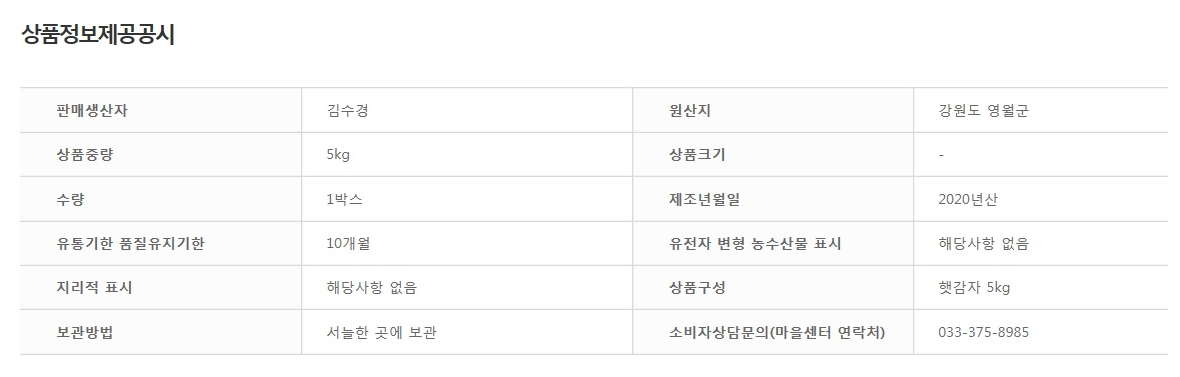 상품정보제공공시
판매생산자 김수경 원산지 강원도 영월군
상품중량 5kg 상품크기 -
수량 1박스 제조년월일 2020년산
유통기한 품질유지기한 10개월 유전자 변형 농수산물 표시 해당사항 없음
지리적 표시 해당사항 없음 상품구성 햇감자 5kg
보관방법 서늘한 곳에 보관 소비자상담문의(마을센터 연락처) 033-375-8985